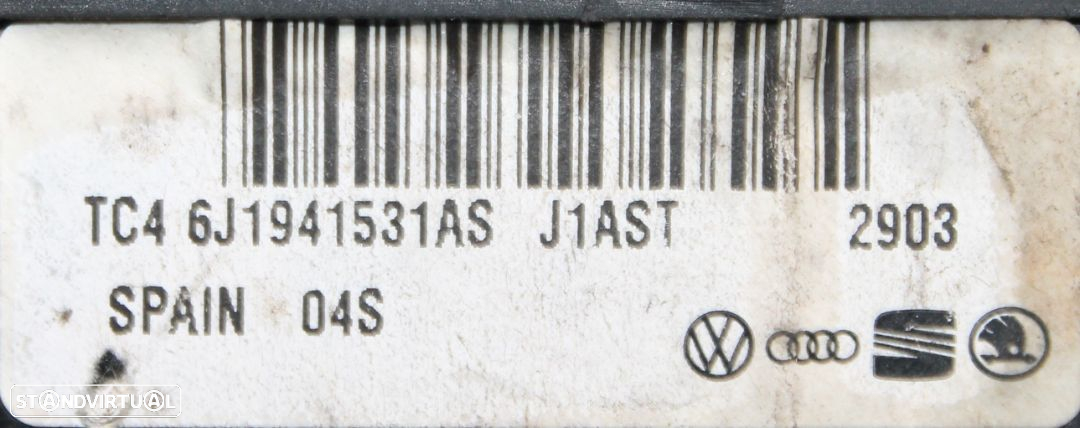 TC4 6J1941531AS J1AST 2903
SPAIN 04S
STANDVIRTUAL